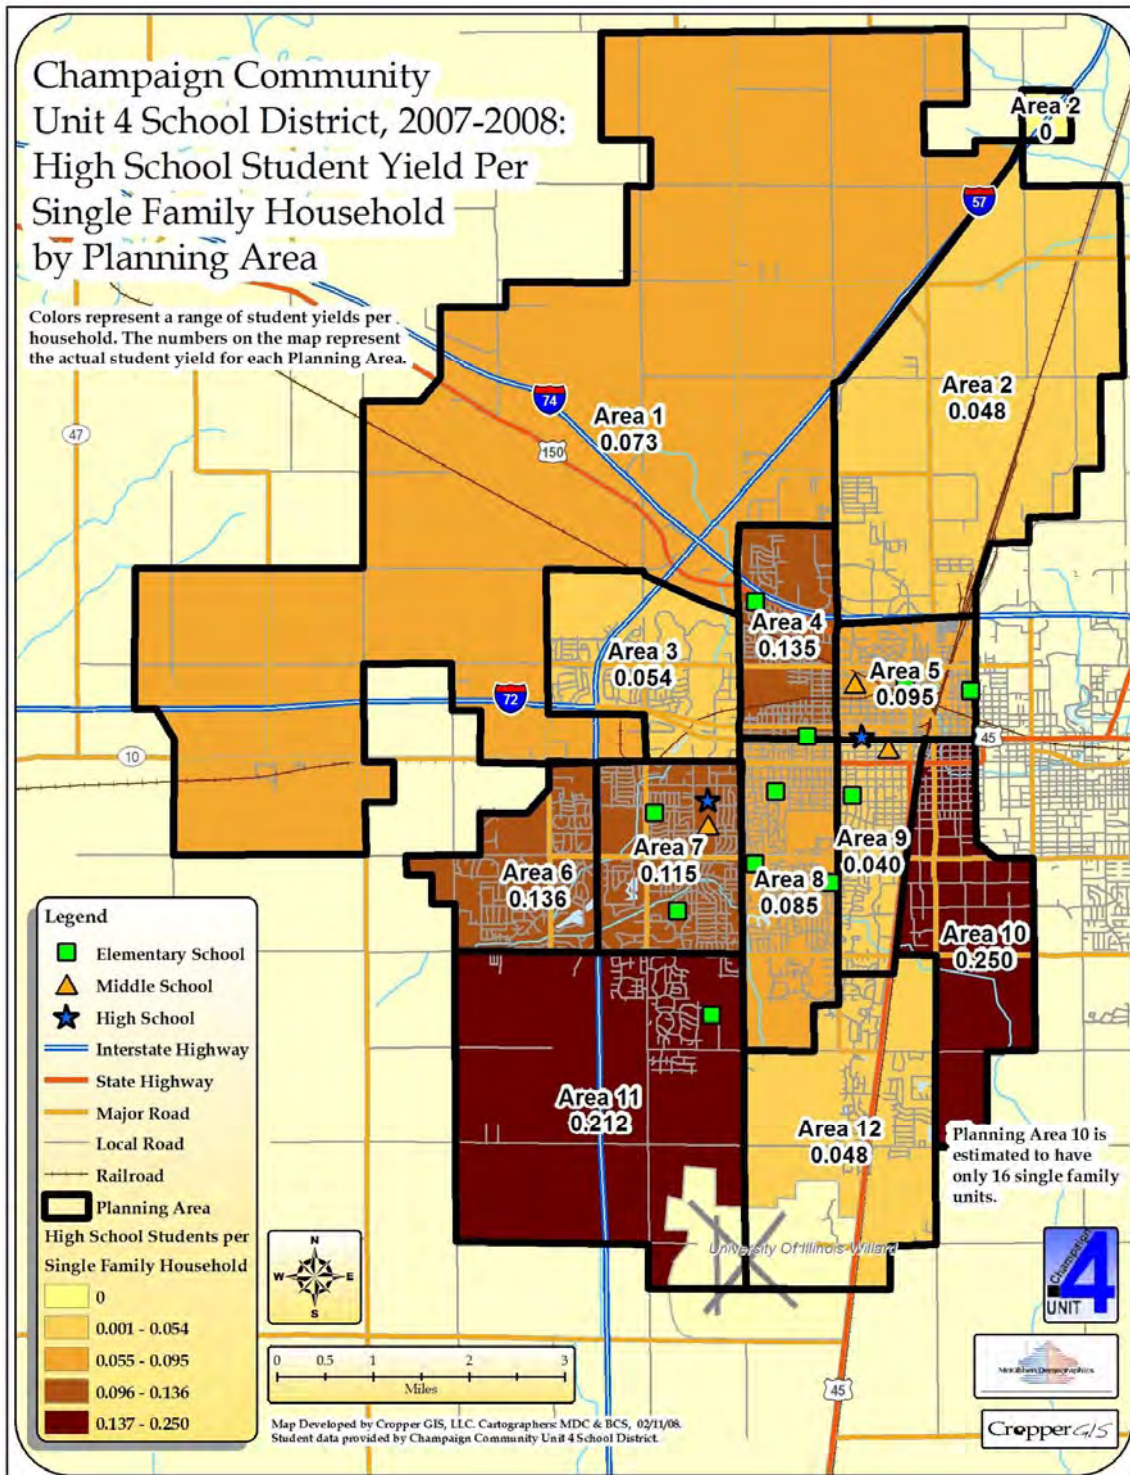 Champaign Community
Unit 4 School District, 2007-2008:
High School Student Yield Per
Single Family Household
by Planning Area
Colors represent a range of student yields per
household. The numbers on the map represent
the actual student yield for each Planning Area.
Area 2
0
57
Area 2
0.048
74
Area 1
0.073
150
47
Area 4
0.135
Area 3
0.054
Area 5
0.095
72
10
45
Area 7
0.115
Area 6
0.136
Area 8
0.085
Area 9
0.040
Area 10
0.250
Area 11
0.212
Area 12
0.048
Planning Area 10 is
estimated to have
only 16 single family
units.
University Of Illinois-Willard
45
Legend
Elementary School
Middle School
High School
Interstate Highway
State Highway
Major Road
Local Road
Railroad
Planning Area
High School Students per
Single Family Household
0
0.001 - 0.054
0.055 - 0.095
0.096 - 0.136
0.137 - 0.250
N
W E
S
0 0.5 1 2 3
Miles
Map Developed by Cropper GIS, LLC. Cartographers: MDC & BCS, 02/11/08.
Student data provided by Champaign Community Unit 4 School District.
Champaign
4
UNIT
McKibben Demographics
Cropper GIS